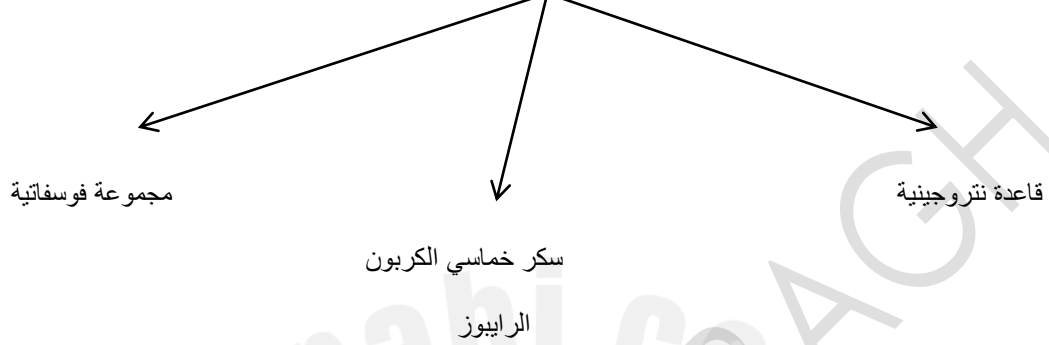 قاعدة نتروجينية
مجموعة فوسفاتية
سكر خماسي الكربون
الرايبوز